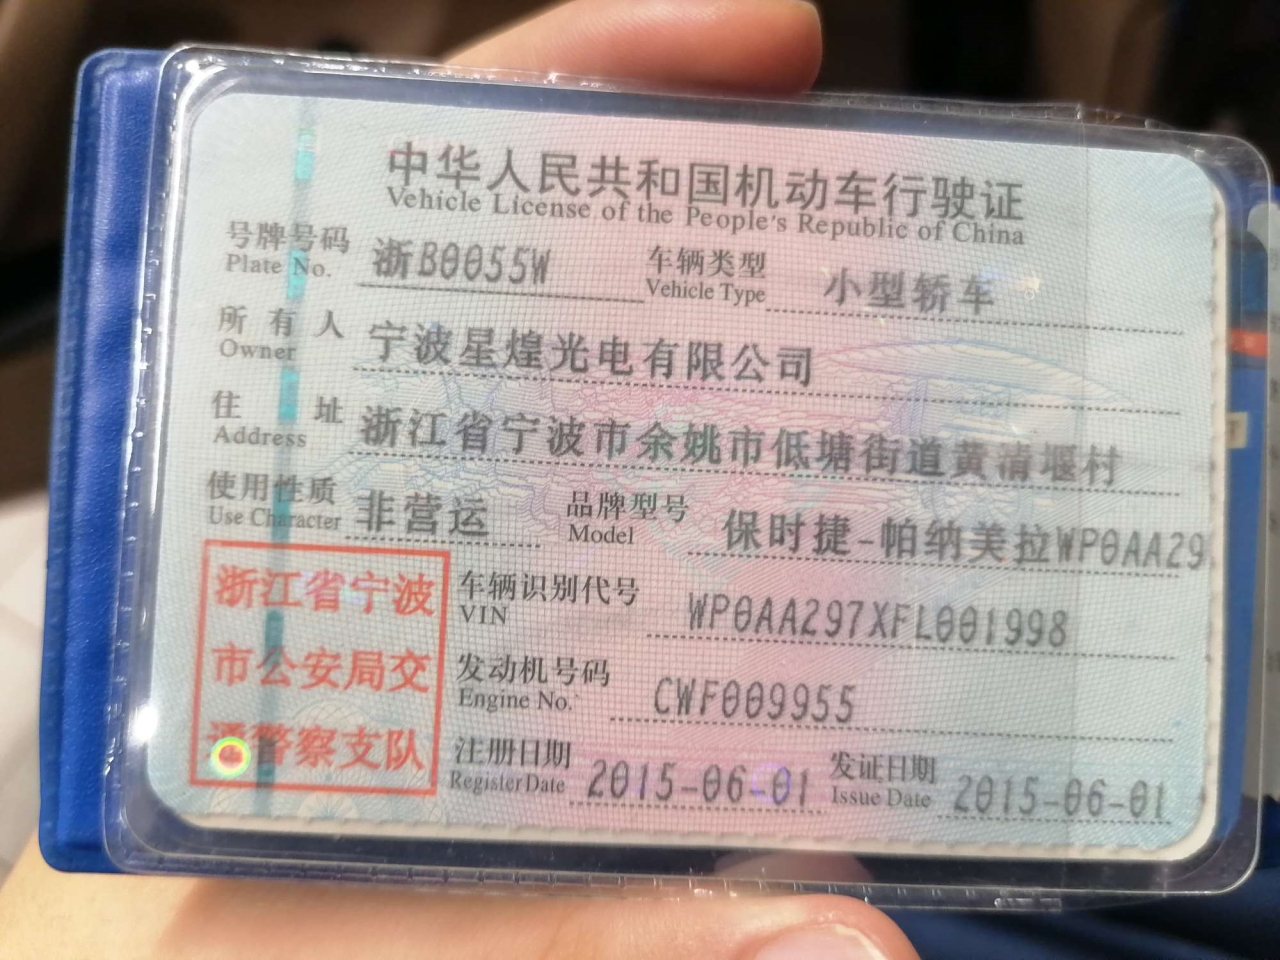 中华人民共和国机动车行驶证
Vehicle License of the People's Republic of China
号牌号码 浙B0055W 车辆类型 小型轿车
Plate No. Vehicle Type
所有人 宁波星煌光电有限公司
Owner
住址 浙江省宁波市余姚市低塘街道黄清堰村
Address
使用性质 非营运 品牌型号 保时捷-帕纳美拉WP0AA29
Use Character Model
浙江省宁波
市公安局交
通警察支队
车辆识别代号 WP0AA297XFL001998
VIN
发动机号码 CWF009955
Engine No.
注册日期 2015-06-01 发证日期 2015-06-01
Register Date Issue Date